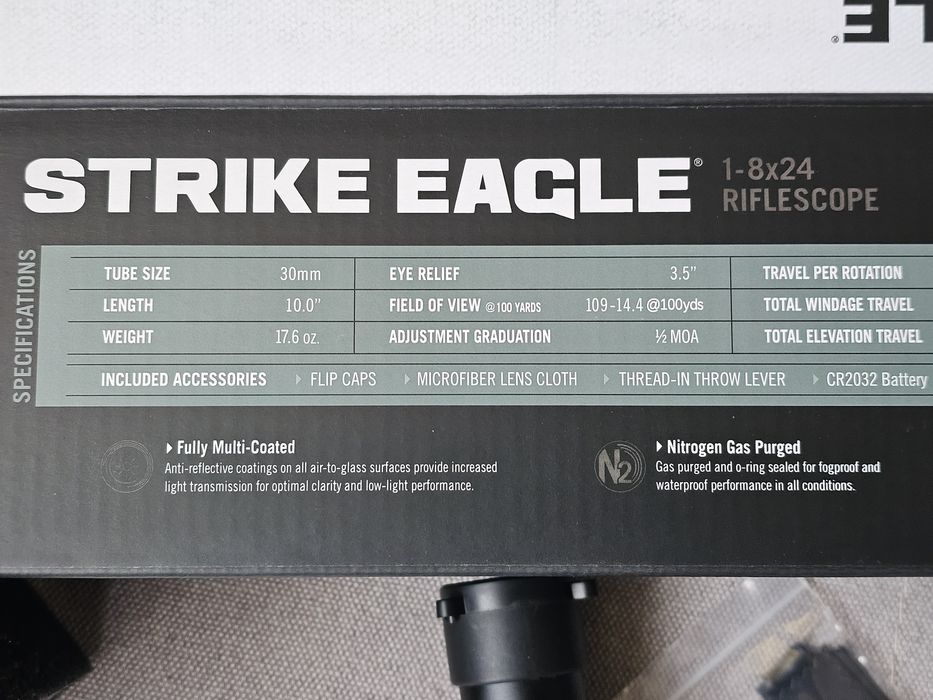 LE
®
STRIKE EAGLE® 1-8x24
RIFLESCOPE
SPECIFICATIONS
TUBE SIZE 30mm EYE RELIEF 3.5" TRAVEL PER ROTATION
LENGTH 10.0" FIELD OF VIEW @100 YARDS 109-14.4 @100yds TOTAL WINDAGE TRAVEL
WEIGHT 17.6 oz. ADJUSTMENT GRADUATION ½ MOA TOTAL ELEVATION TRAVEL
INCLUDED ACCESSORIES FLIP CAPS MICROFIBER LENS CLOTH THREAD-IN THROW LEVER CR2032 Battery
Fully Multi-Coated
Anti-reflective coatings on all air-to-glass surfaces provide increased
light transmission for optimal clarity and low-light performance.
N2
Nitrogen Gas Purged
Gas purged and o-ring sealed for fogproof and
waterproof performance in all conditions.